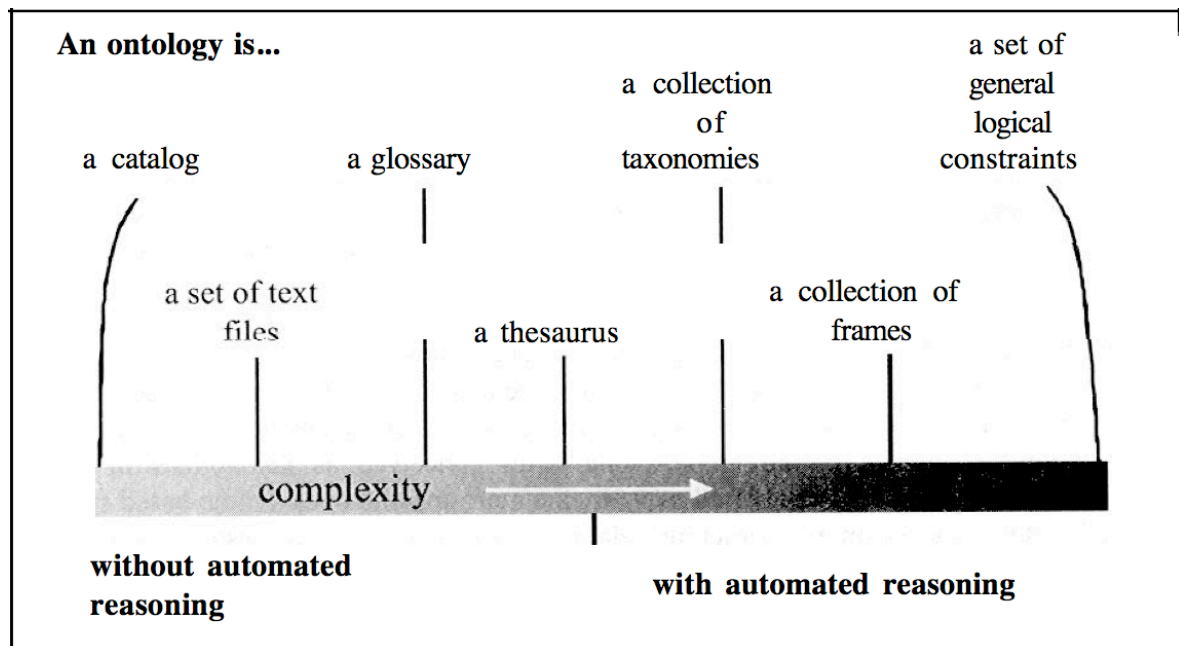 An ontology is...
a catalog
a glossary
a collection
of
taxonomies
a set of
general
logical
constraints
a set of text
files
a thesaurus
a collection of
frames
complexity
without automated
reasoning
with automated reasoning